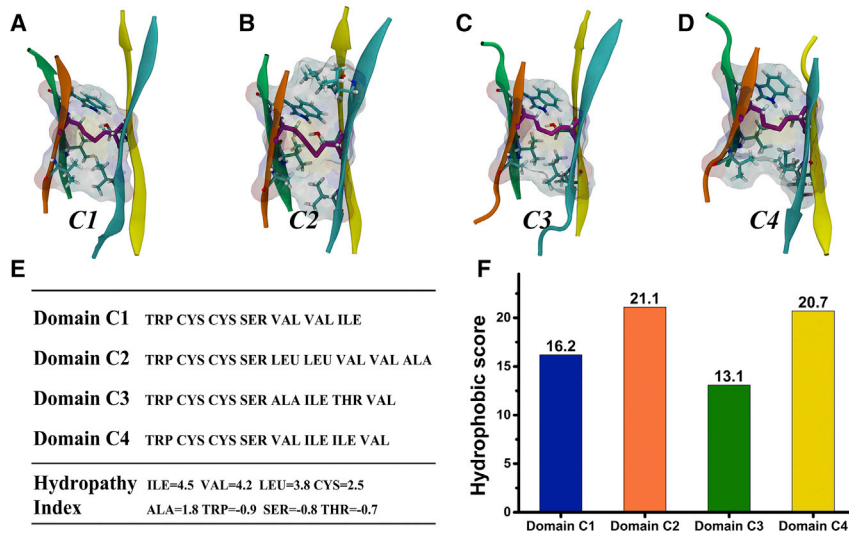 A
B
C
D
C1
C2
C3
C4
E
Domain C1 TRP CYS CYS SER VAL VAL ILE
Domain C2 TRP CYS CYS SER LEU LEU VAL VAL ALA
Domain C3 TRP CYS CYS SER ALA ILE THR VAL
Domain C4 TRP CYS CYS SER VAL ILE ILE VAL
Hydropathy ILE=4.5 VAL=4.2 LEU=3.8 CYS=2.5
Index ALA=1.8 TRP=-0.9 SER=-0.8 THR=-0.7
F
Hydrophobic score
20
15
10
5
0
16.2
21.1
13.1
20.7
Domain C1 Domain C2 Domain C3 Domain C4